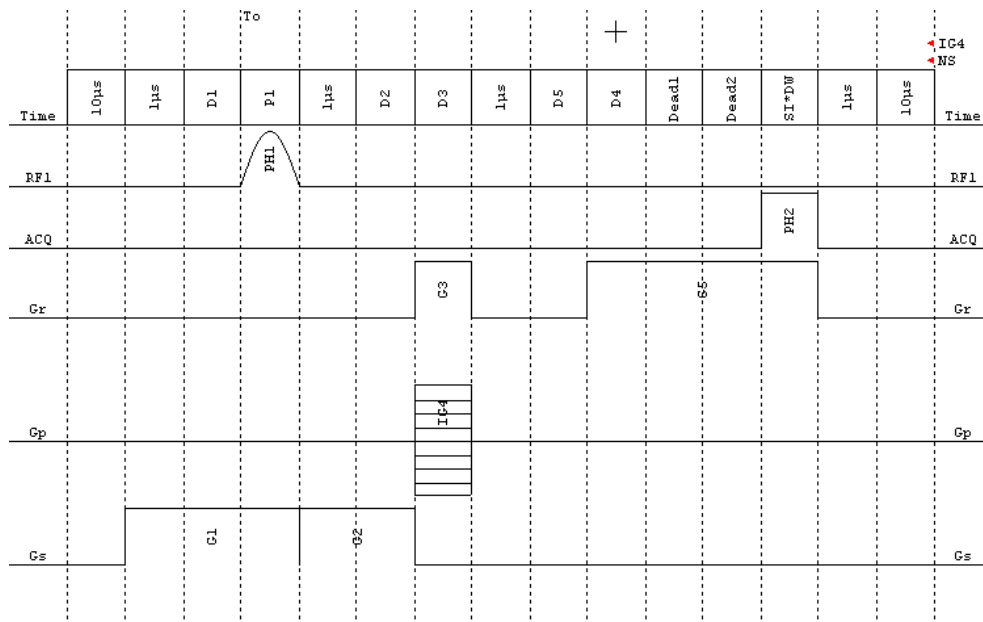 To
IG4
NS
Time 10µs 1µs D1 P1 1µs D2 D3 1µs D5 D4 Dead1 Dead2 SI*DW 1µs 10µs Time
RF1 PH1 RF1
ACQ PH2 ACQ
Gr G3 G5 Gr
Gp IG4 Gp
Gs G1 G2 Gs